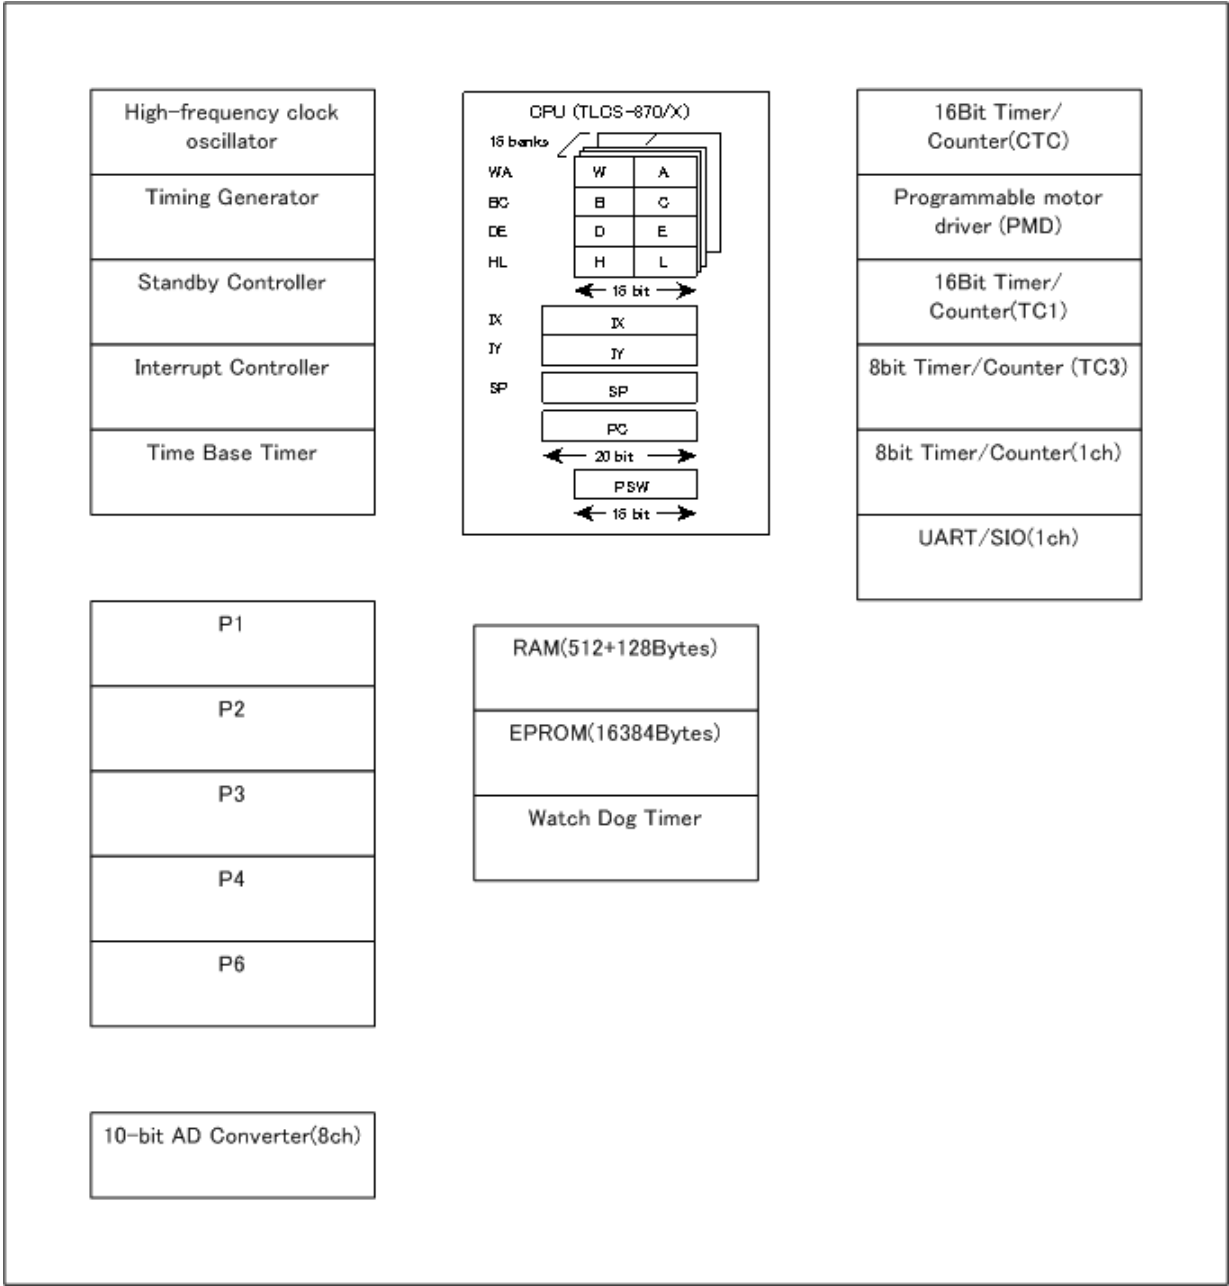 High-frequency clock
oscillator
Timing Generator
Standby Controller
Interrupt Controller
Time Base Timer
P1
P2
P3
P4
P6
10-bit AD Converter(8ch)
CPU (TLCS-870/X)
16 banks
WA
W A
BC
B C
DE
D E
HL
H L
16 bit
IX
IX
IY
IY
SP
SP
PC
20 bit
PSW
16 bit
RAM(512+128Bytes)
EPROM(16384Bytes)
Watch Dog Timer
16Bit Timer/
Counter(CTC)
Programmable motor
driver (PMD)
16Bit Timer/
Counter(TC1)
8bit Timer/Counter (TC3)
8bit Timer/Counter(1ch)
UART/SIO(1ch)